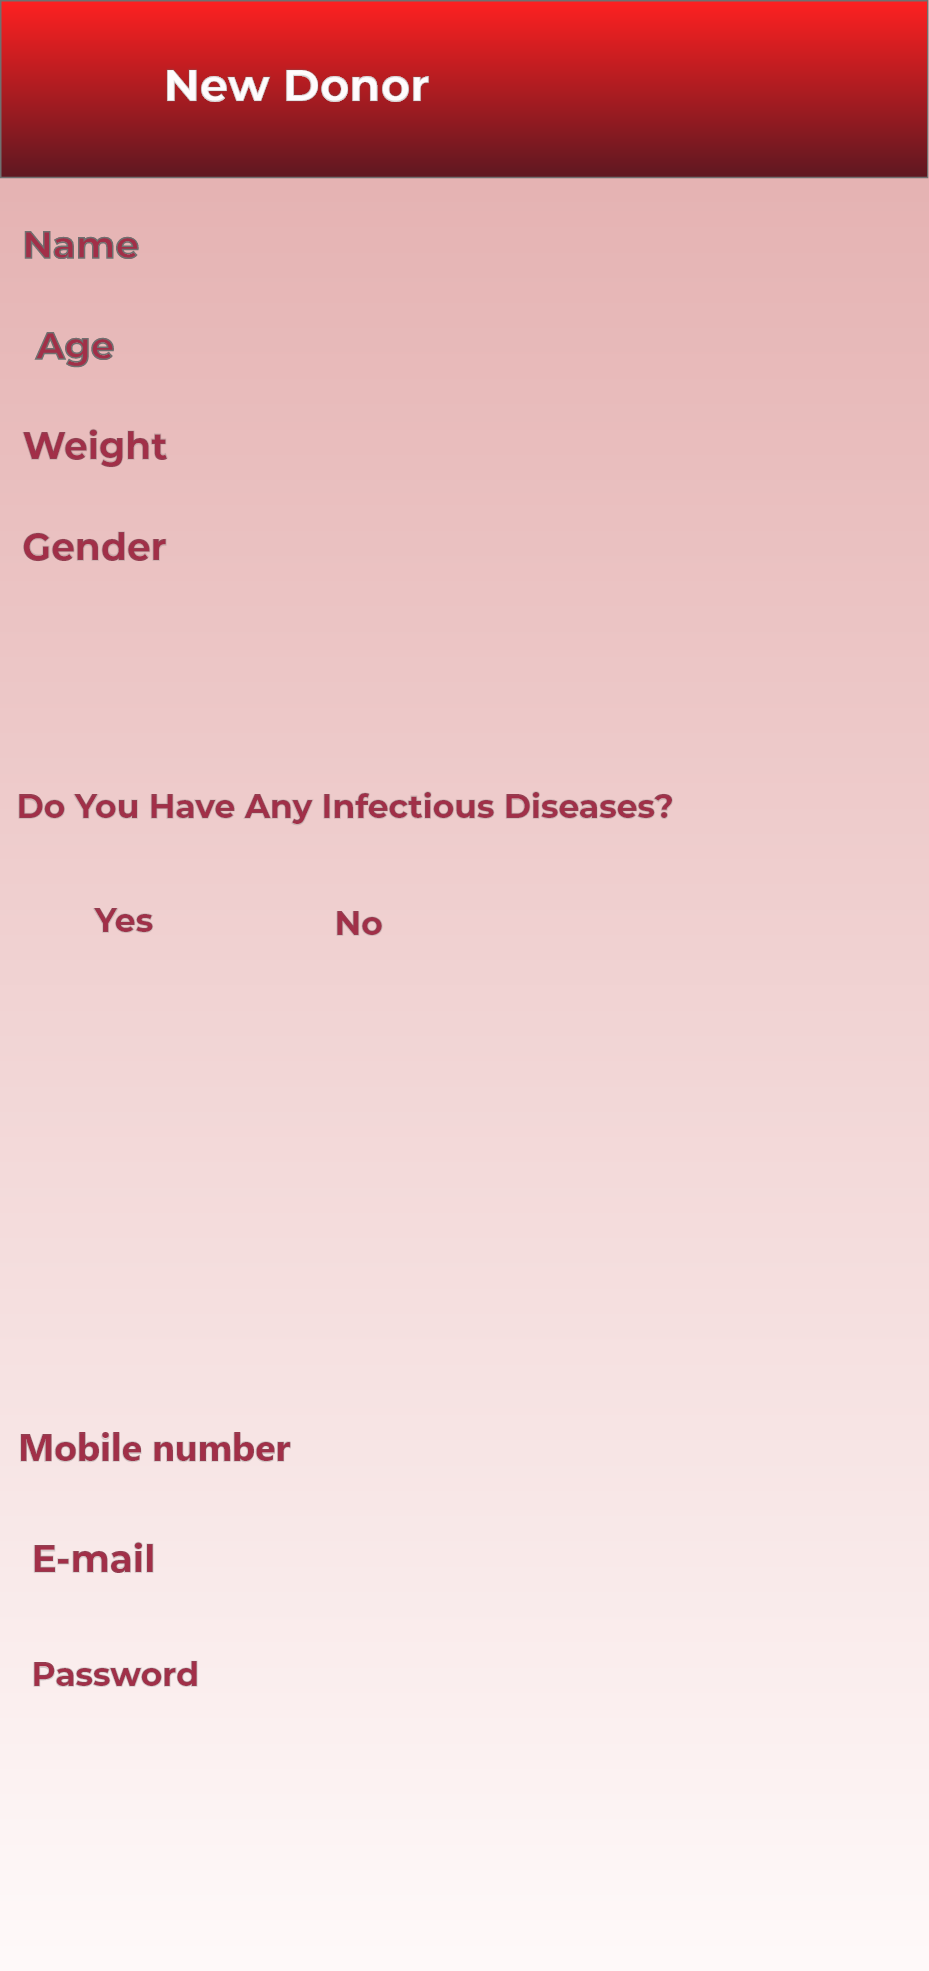 New Donor
Name
Age
Weight
Gender
Do You Have Any Infectious Diseases?
Yes No
Mobile number
E-mail
Password